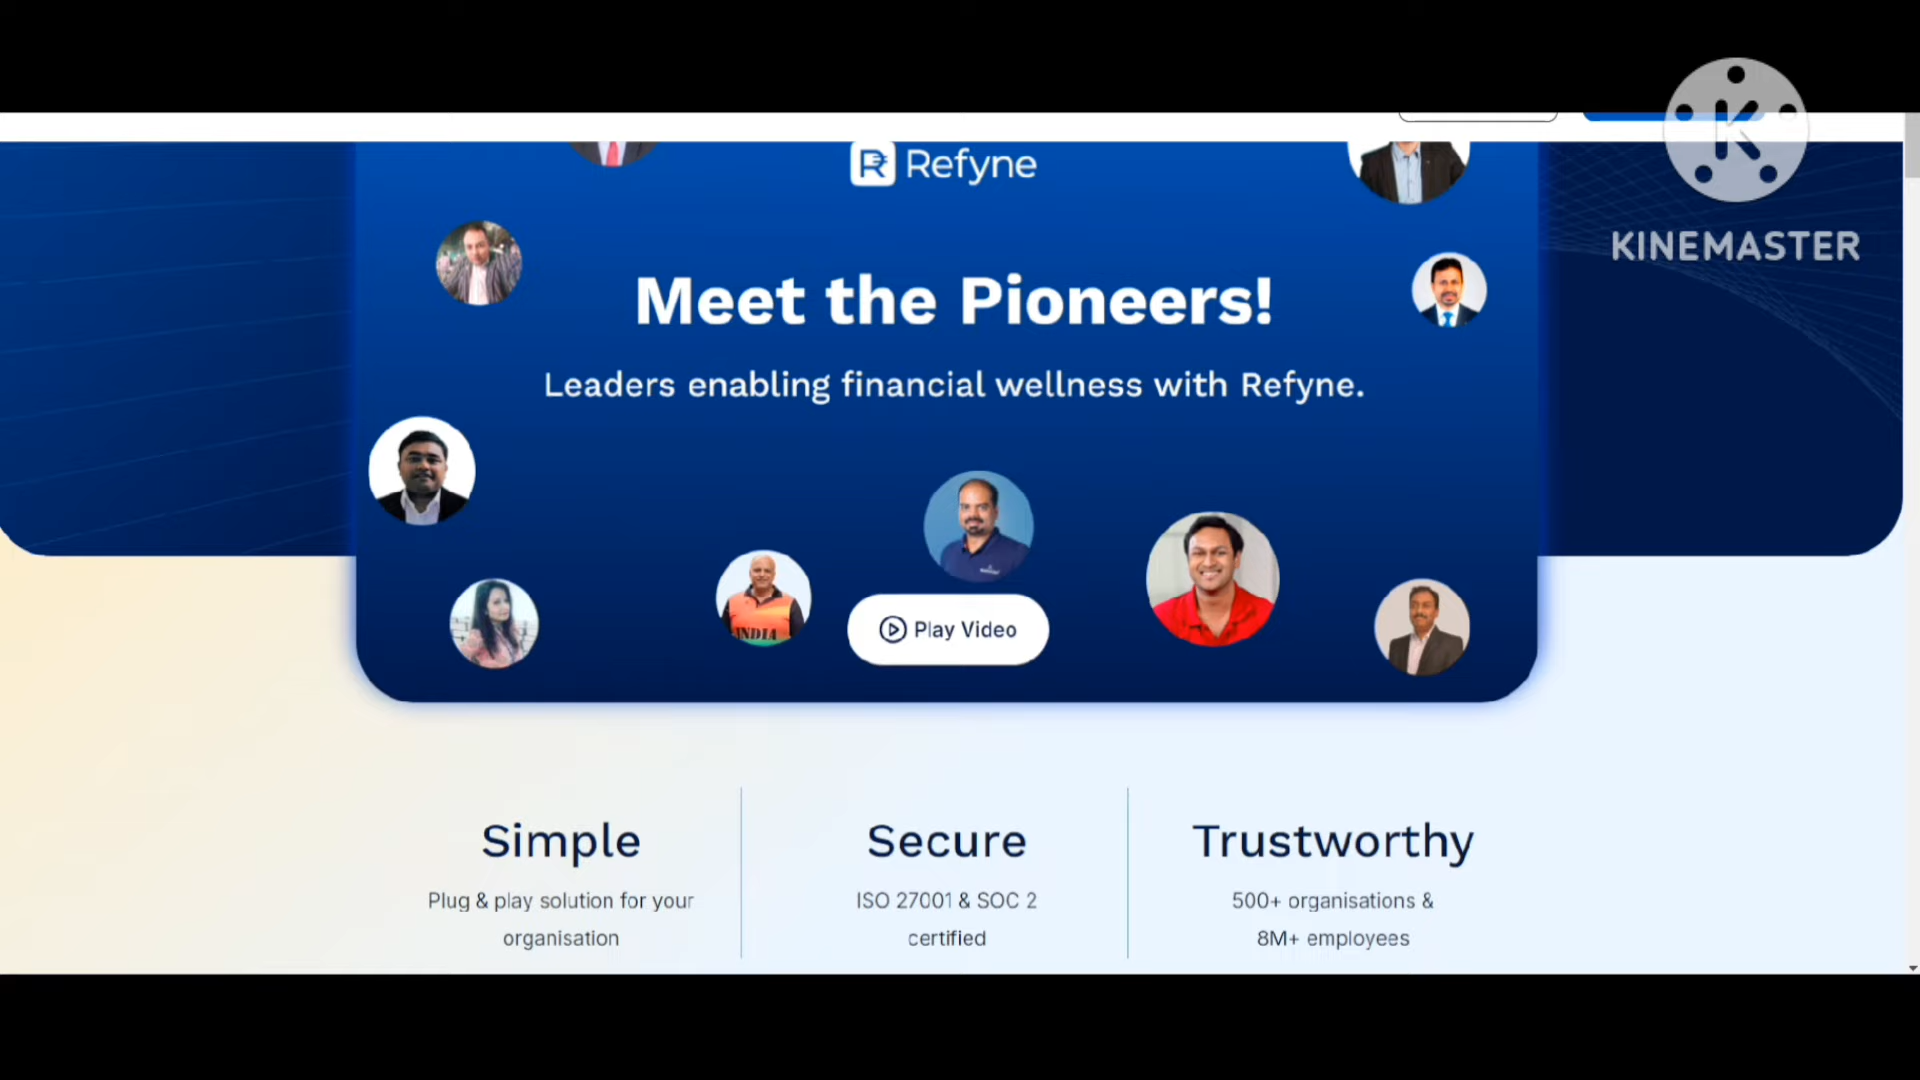 Refyne
KINEMASTER
Meet the Pioneers!
Leaders enabling financial wellness with Refyne.
INDIA
Play Video
Simple
Secure
Trustworthy
Plug & play solution for your
organisation
ISO 27001 & SOC 2
certified
500+ organisations &
8M+ employees